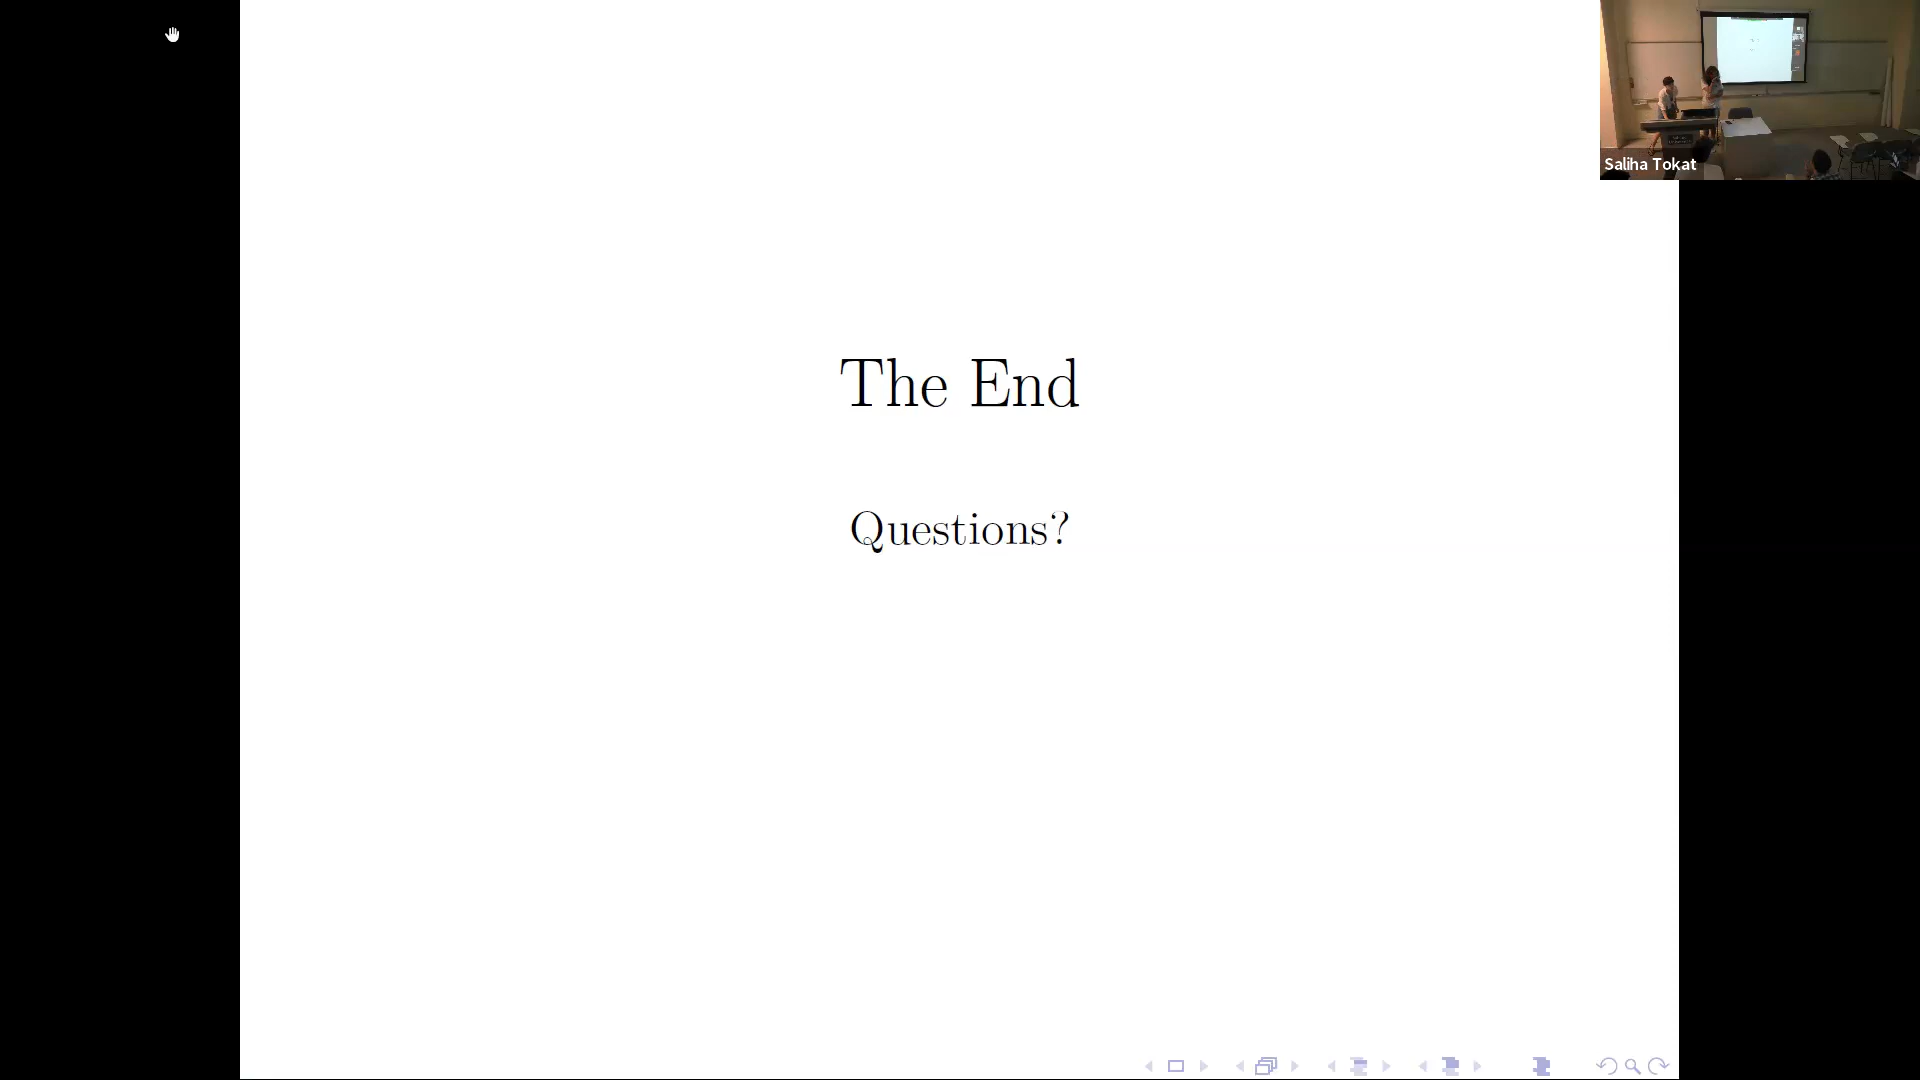 Saliha Tokat
The End
Questions?